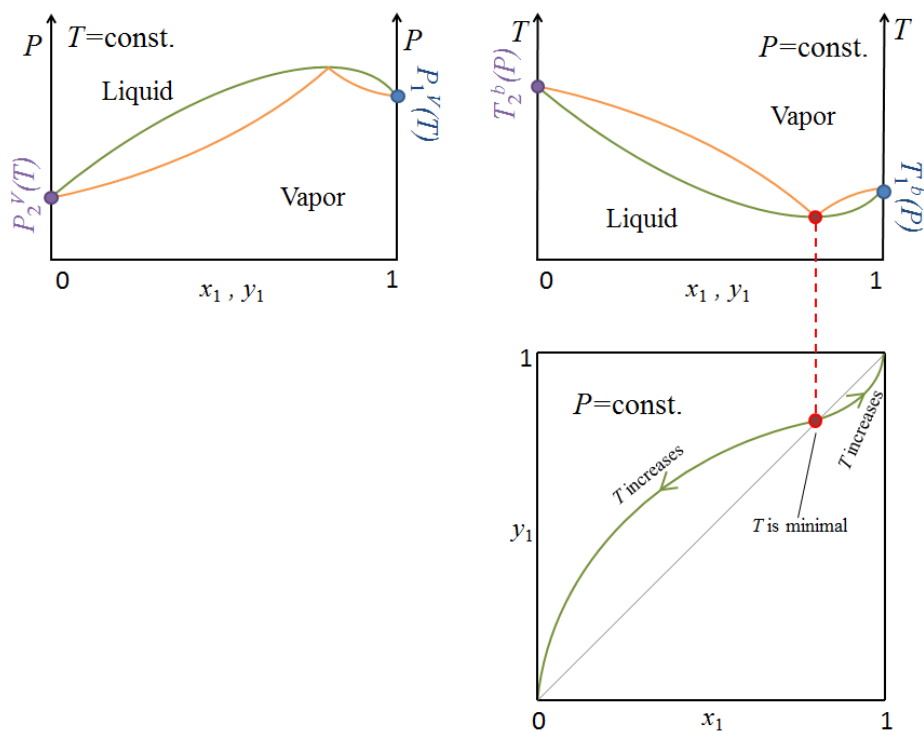 P
T=const.
P
Liquid
Vapor
P₂ⱽ(T)
P₁ⱽ(T)
0
1
x₁ , y₁
T
P=const.
T
Vapor
Liquid
T₂ᵇ(P)
T₁ᵇ(P)
0
1
x₁ , y₁
1
P=const.
T increases
T increases
T is minimal
y₁
0
1
x₁